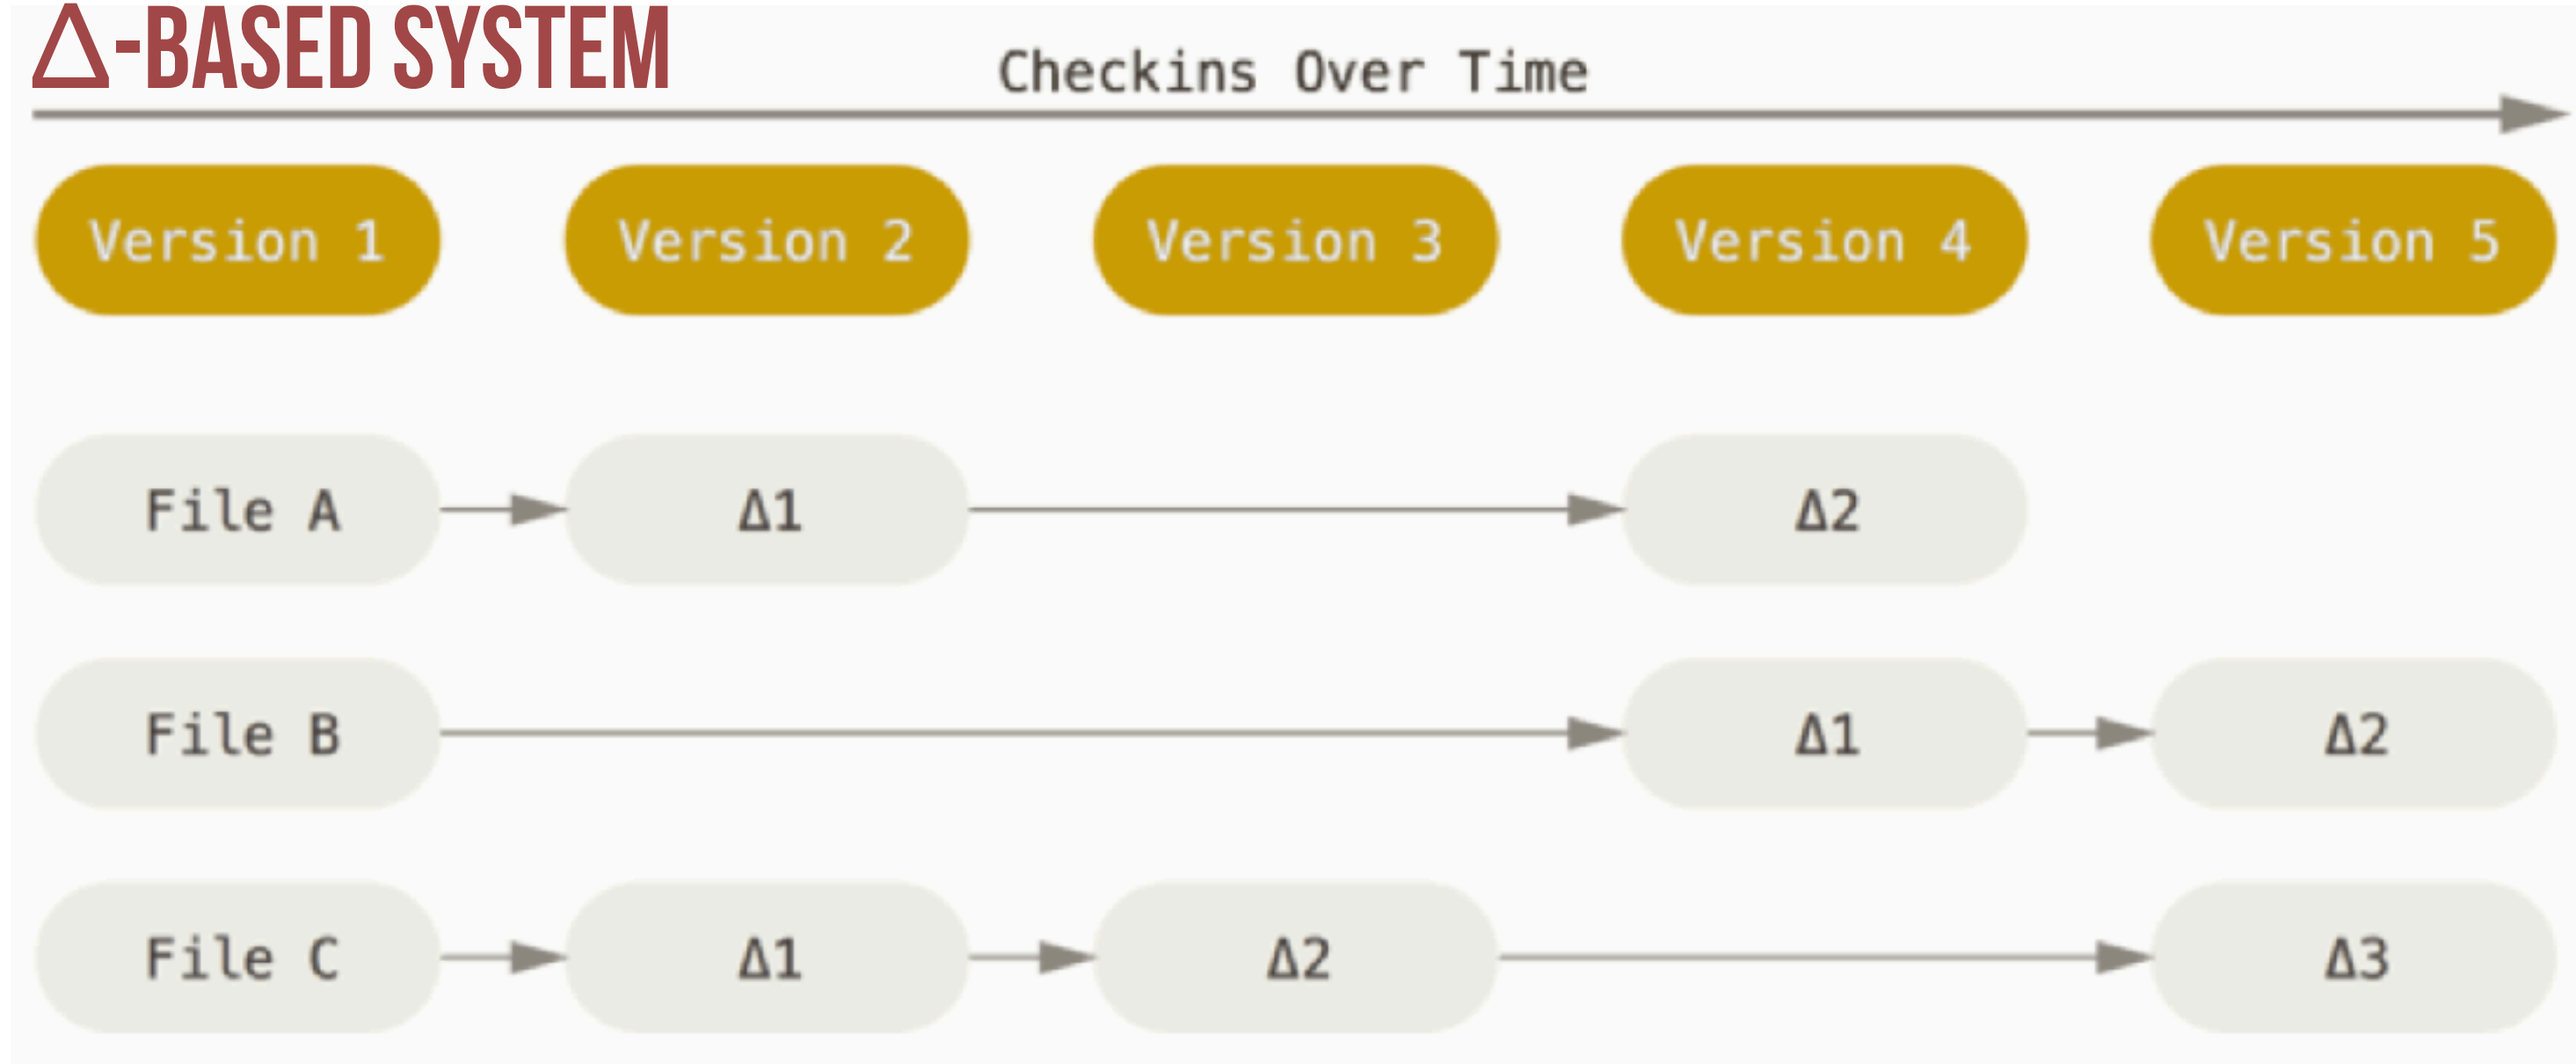 Δ-BASED SYSTEM
Checkins Over Time
Version 1 Version 2 Version 3 Version 4 Version 5
File A Δ1 Δ2
File B Δ1 Δ2
File C Δ1 Δ2 Δ3